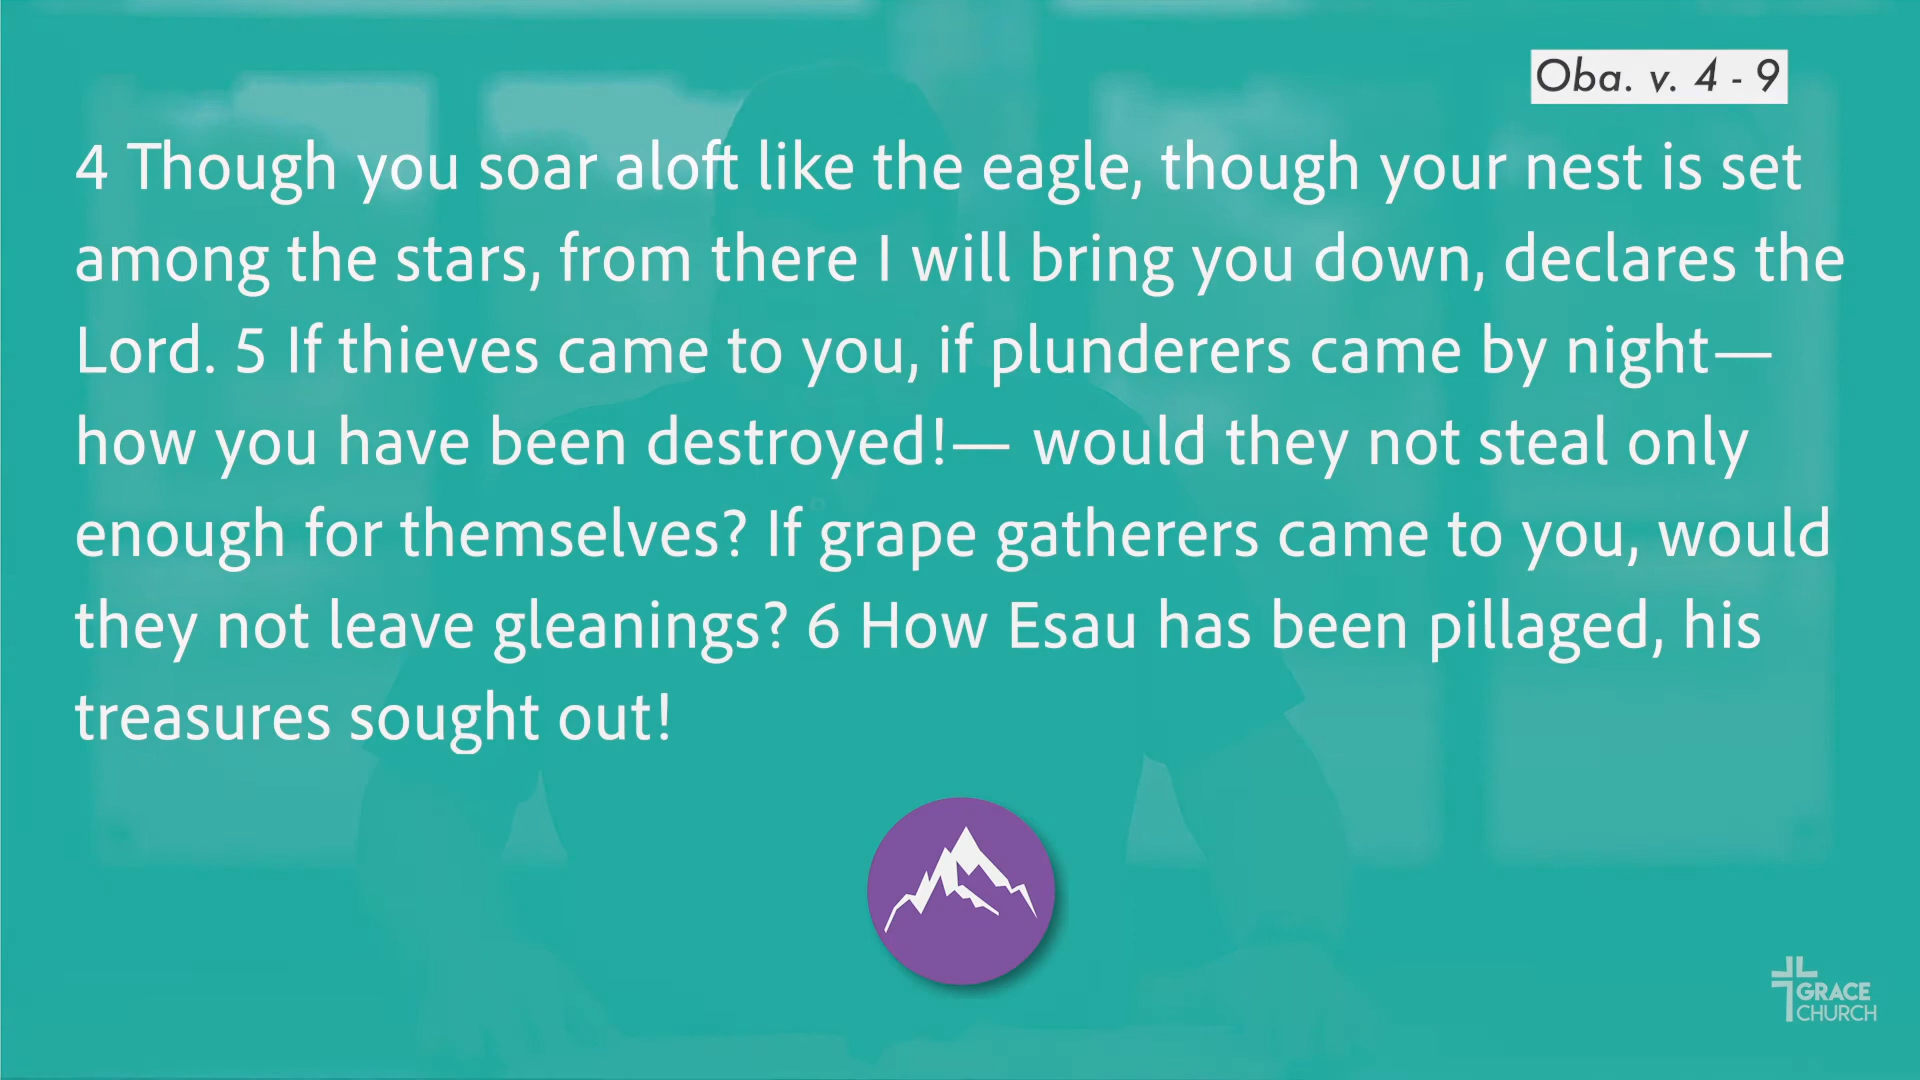 Oba. v. 4 - 9
4 Though you soar aloft like the eagle, though your nest is set
among the stars, from there I will bring you down, declares the
Lord. 5 If thieves came to you, if plunderers came by night—
how you have been destroyed!— would they not steal only
enough for themselves? If grape gatherers came to you, would
they not leave gleanings? 6 How Esau has been pillaged, his
treasures sought out!
GRACE
CHURCH